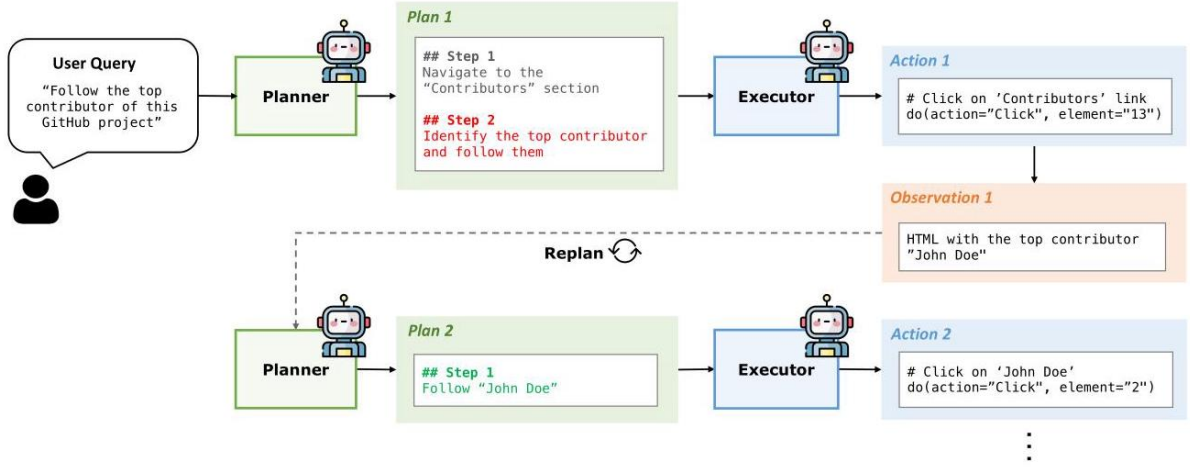 User Query
“Follow the top
contributor of this
GitHub project”
Planner
Plan 1
## Step 1
Navigate to the
“Contributors” section
## Step 2
Identify the top contributor
and follow them
Executor
Action 1
# Click on ’Contributors’ link
do(action=”Click", element="13")
Observation 1
HTML with the top contributor
”John Doe"
Replan
Planner
Plan 2
## Step 1
Follow “John Doe”
Executor
Action 2
# Click on ‘John Doe’
do(action=”Click", element=”2")